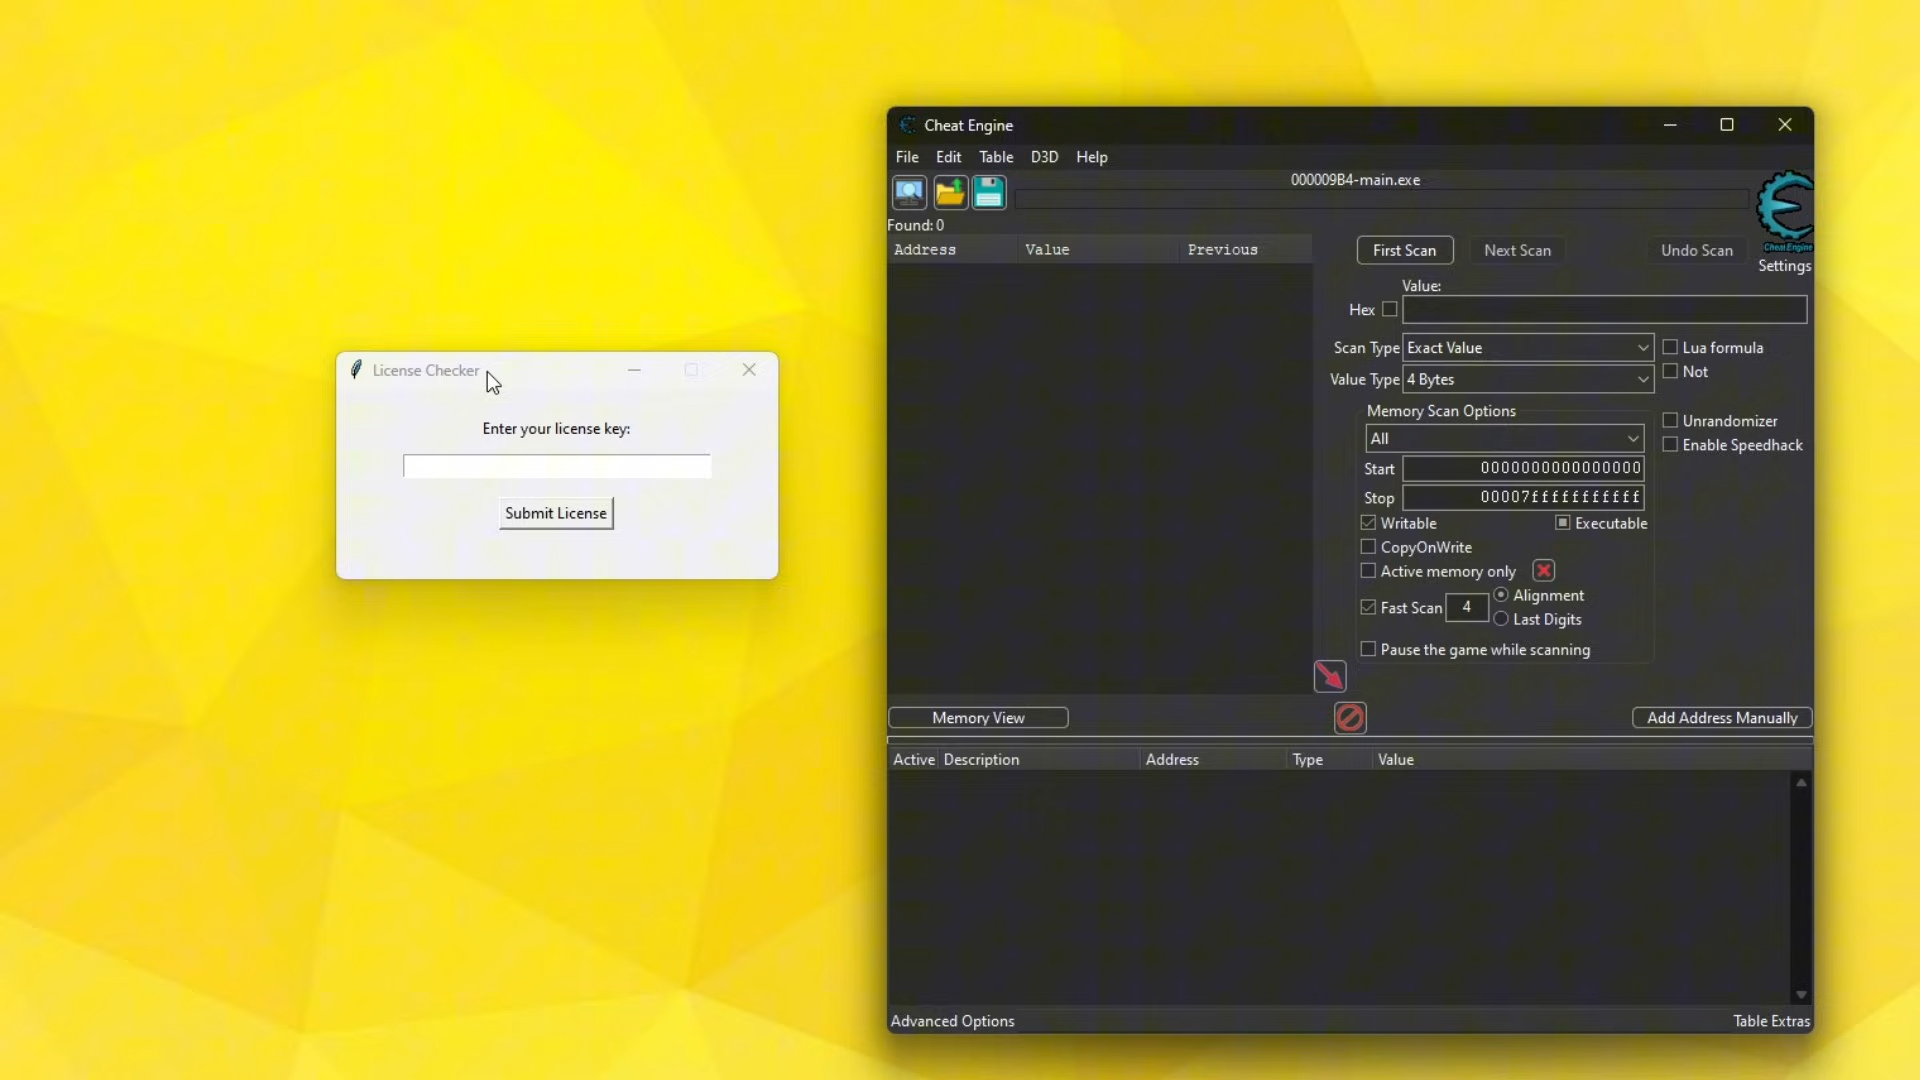 License Checker
Enter your license key:
Submit License
Cheat Engine
File Edit Table D3D Help
000009B4-main.exe
Found: 0
Address Value Previous
First Scan Next Scan Undo Scan
Cheat Engine
Settings
Value:
Hex
Scan Type Exact Value Lua formula
Not
Value Type 4 Bytes
Memory Scan Options
All
Unrandomizer
Enable Speedhack
Start 0000000000000000
Stop 00007fffffffffff
Writable Executable
CopyOnWrite
Active memory only
Fast Scan 4 Alignment
Last Digits
Pause the game while scanning
Memory View Add Address Manually
Active Description Address Type Value
Advanced Options Table Extras